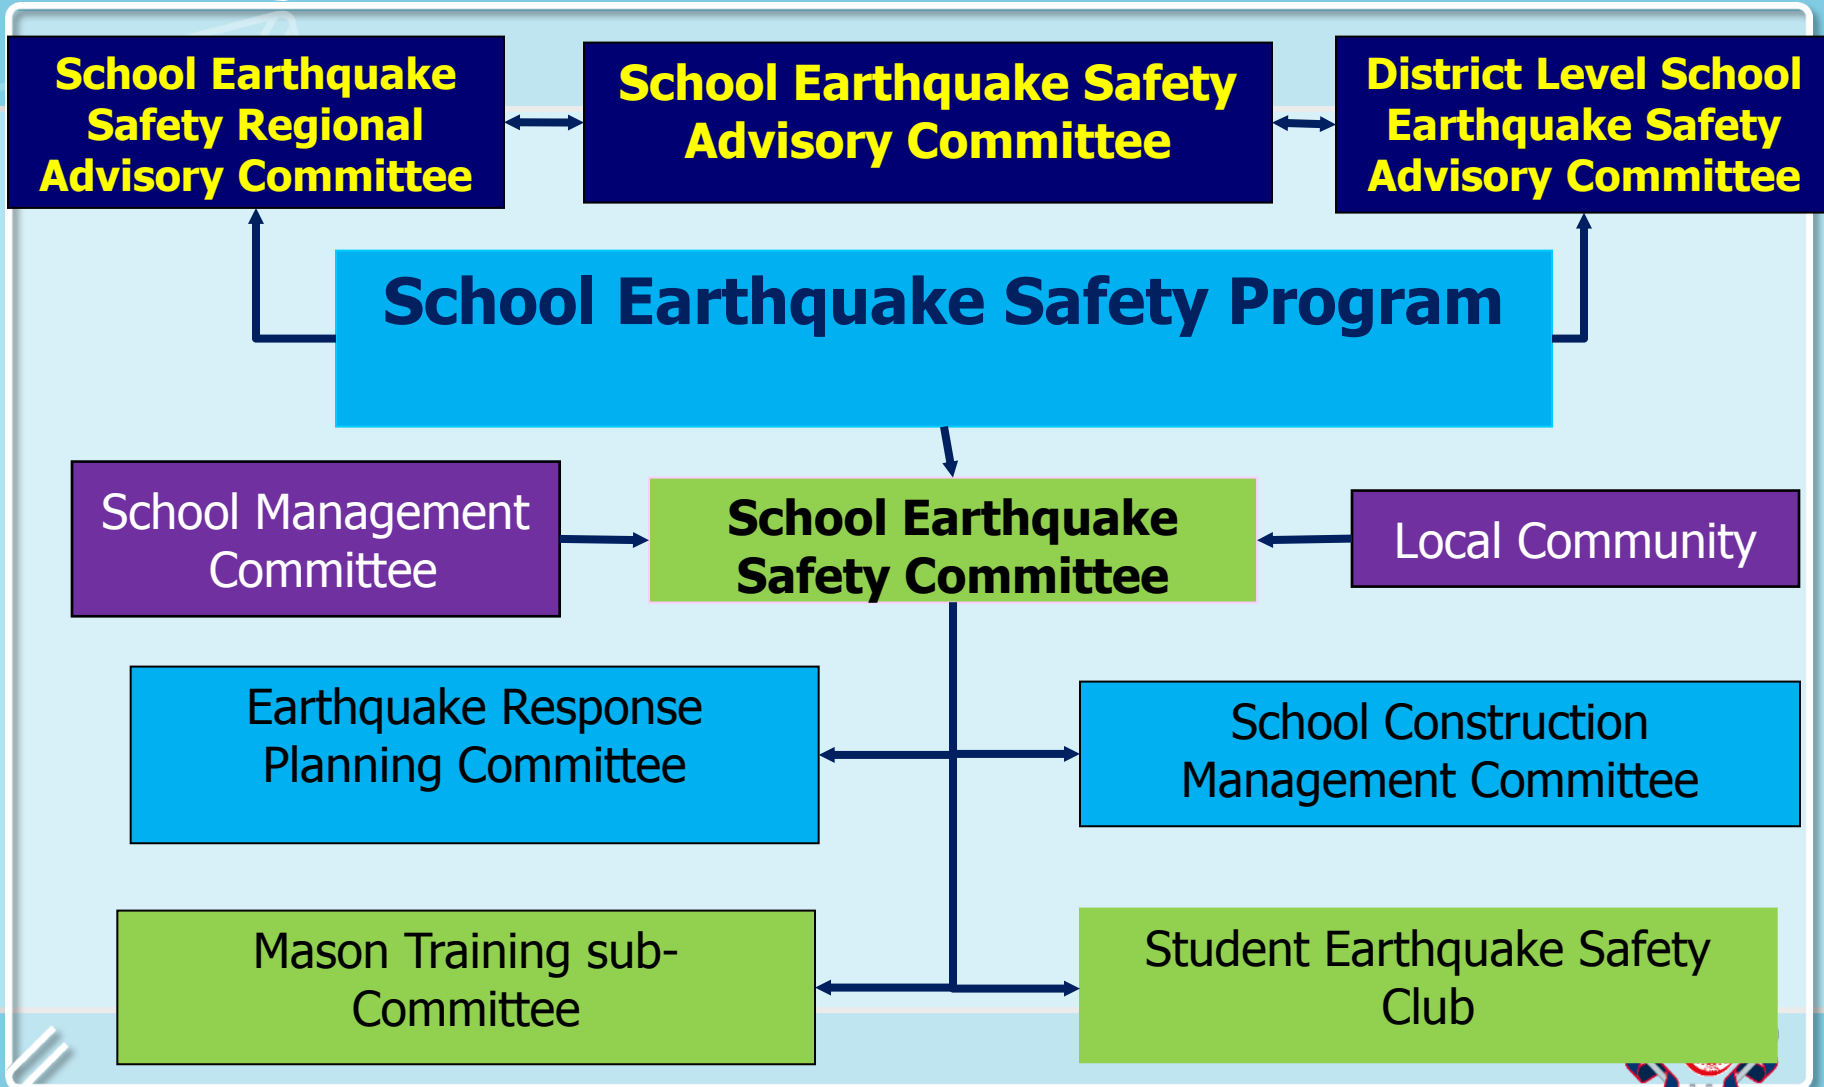 School Earthquake
Safety Regional
Advisory Committee
School Earthquake Safety
Advisory Committee
District Level School
Earthquake Safety
Advisory Committee
School Earthquake Safety Program
School Management
Committee
School Earthquake
Safety Committee
Local Community
Earthquake Response
Planning Committee
School Construction
Management Committee
Mason Training sub-
Committee
Student Earthquake Safety
Club